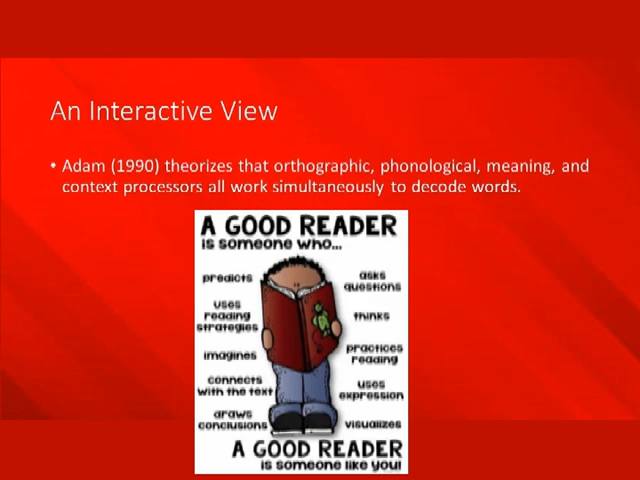 An Interactive View
• Adam (1990) theorizes that orthographic, phonological, meaning, and
context processors all work simultaneously to decode words.
A GOOD READER
is someone who...
predicts
uses
reading
strategies
imagines
connects
with the text
draws
conclusions
asks
questions
thinks
practices
reading
uses
expression
visualizes
A GOOD READER
is someone like you!